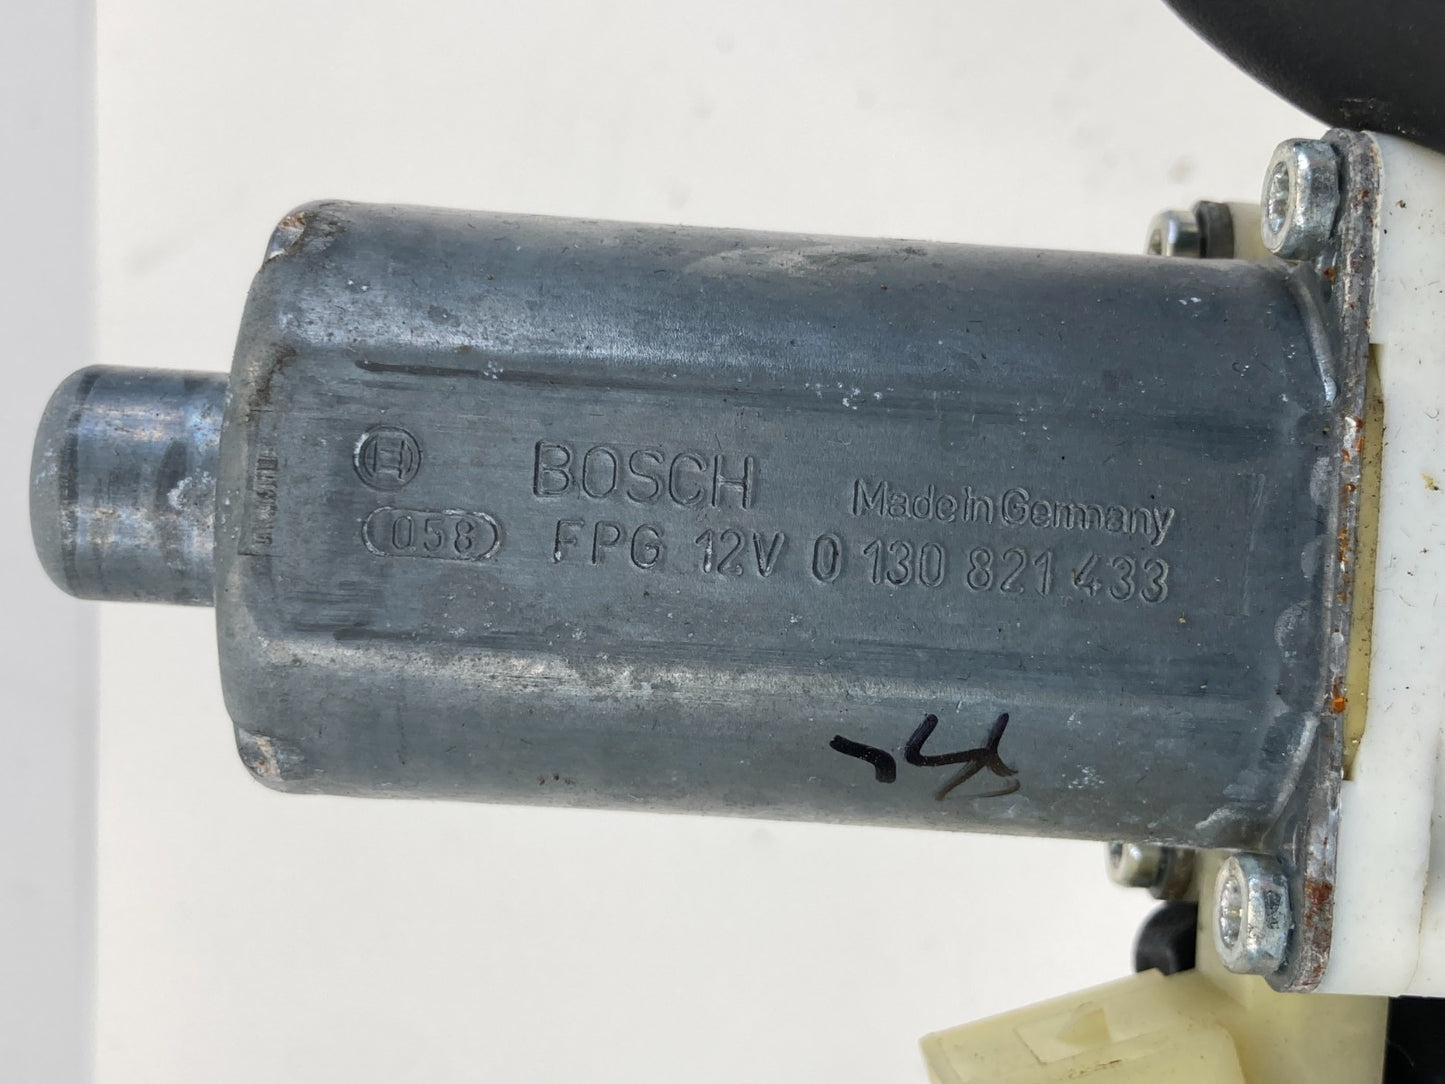 BOSCH
Made in Germany
058 FPG 12V 0 130 821 433